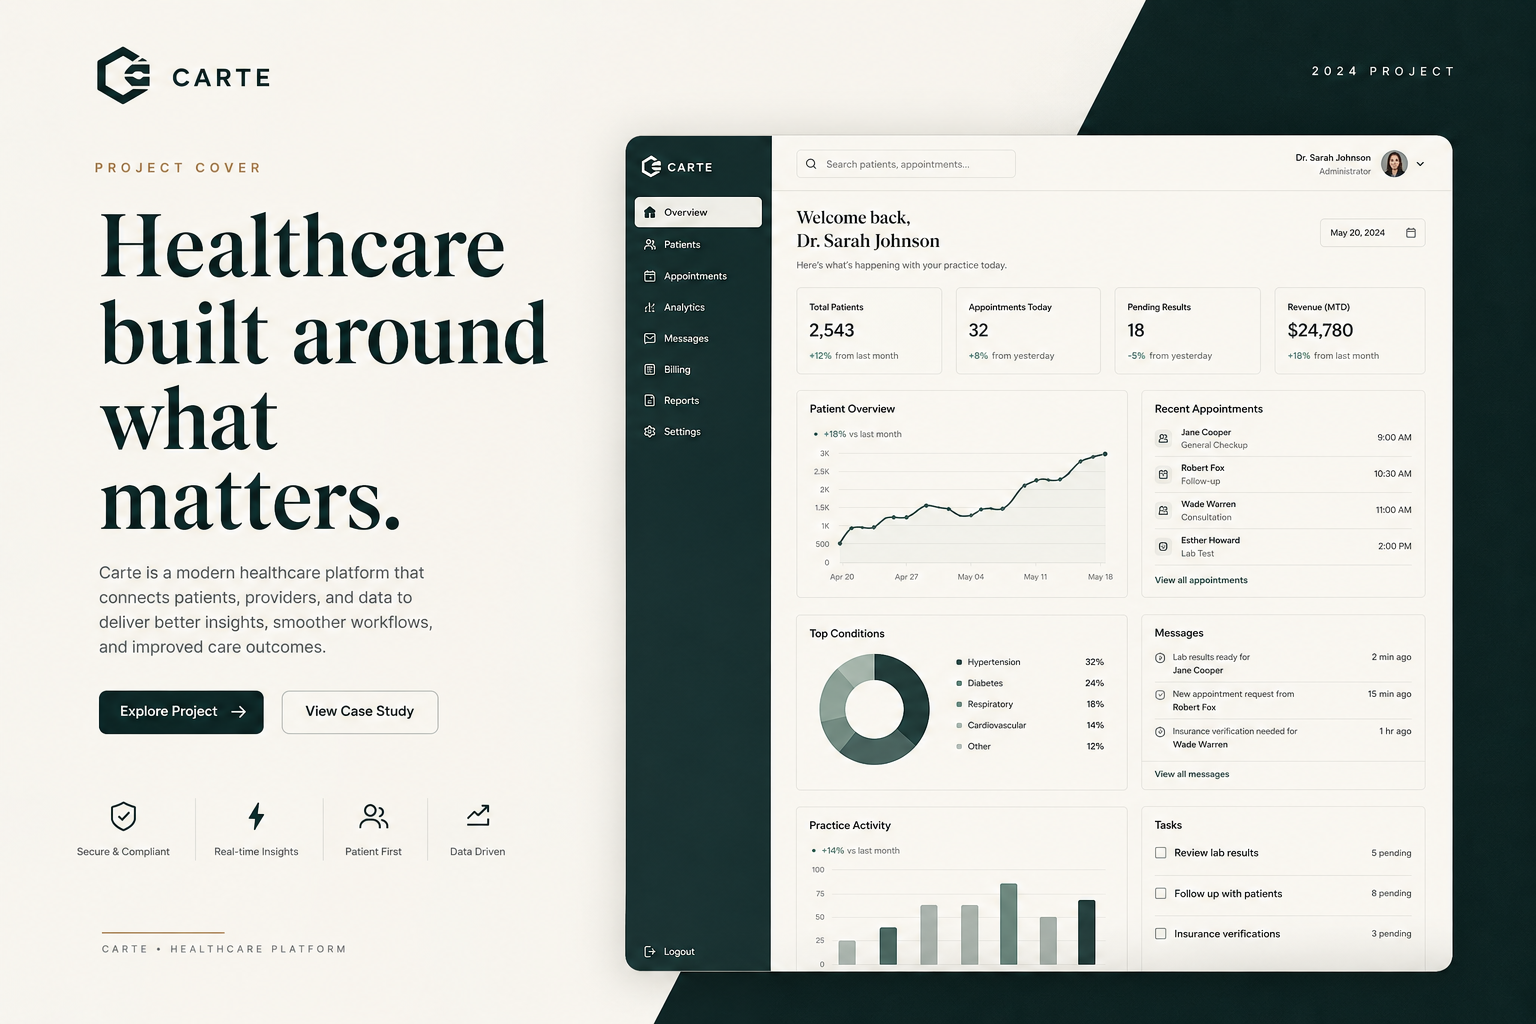 CARTE
2024 PROJECT
PROJECT COVER
Healthcare
built around
what
matters.
Carte is a modern healthcare platform that
connects patients, providers, and data to
deliver better insights, smoother workflows,
and improved care outcomes.
Explore Project
View Case Study
Secure & Compliant
Real-time Insights
Patient First
Data Driven
CARTE • HEALTHCARE PLATFORM
CARTE
Overview
Patients
Appointments
Analytics
Messages
Billing
Reports
Settings
Logout
Search patients, appointments...
Dr. Sarah Johnson
Administrator
Welcome back,
Dr. Sarah Johnson
Here's what's happening with your practice today.
May 20, 2024
Total Patients
2,543
+12% from last month
Appointments Today
32
+8% from yesterday
Pending Results
18
-5% from yesterday
Revenue (MTD)
$24,780
+18% from last month
Patient Overview
+18% vs last month
3K
2.5K
2K
1.5K
1K
500
0
Apr 20
Apr 27
May 04
May 11
May 18
Recent Appointments
Jane Cooper
General Checkup
9:00 AM
Robert Fox
Follow-up
10:30 AM
Wade Warren
Consultation
11:00 AM
Esther Howard
Lab Test
2:00 PM
View all appointments
Top Conditions
Hypertension 32%
Diabetes 24%
Respiratory 18%
Cardiovascular 14%
Other 12%
Messages
Lab results ready for
Jane Cooper
2 min ago
New appointment request from
Robert Fox
15 min ago
Insurance verification needed for
Wade Warren
1 hr ago
View all messages
Practice Activity
+14% vs last month
100
75
50
25
0
Tasks
Review lab results 5 pending
Follow up with patients 8 pending
Insurance verifications 3 pending